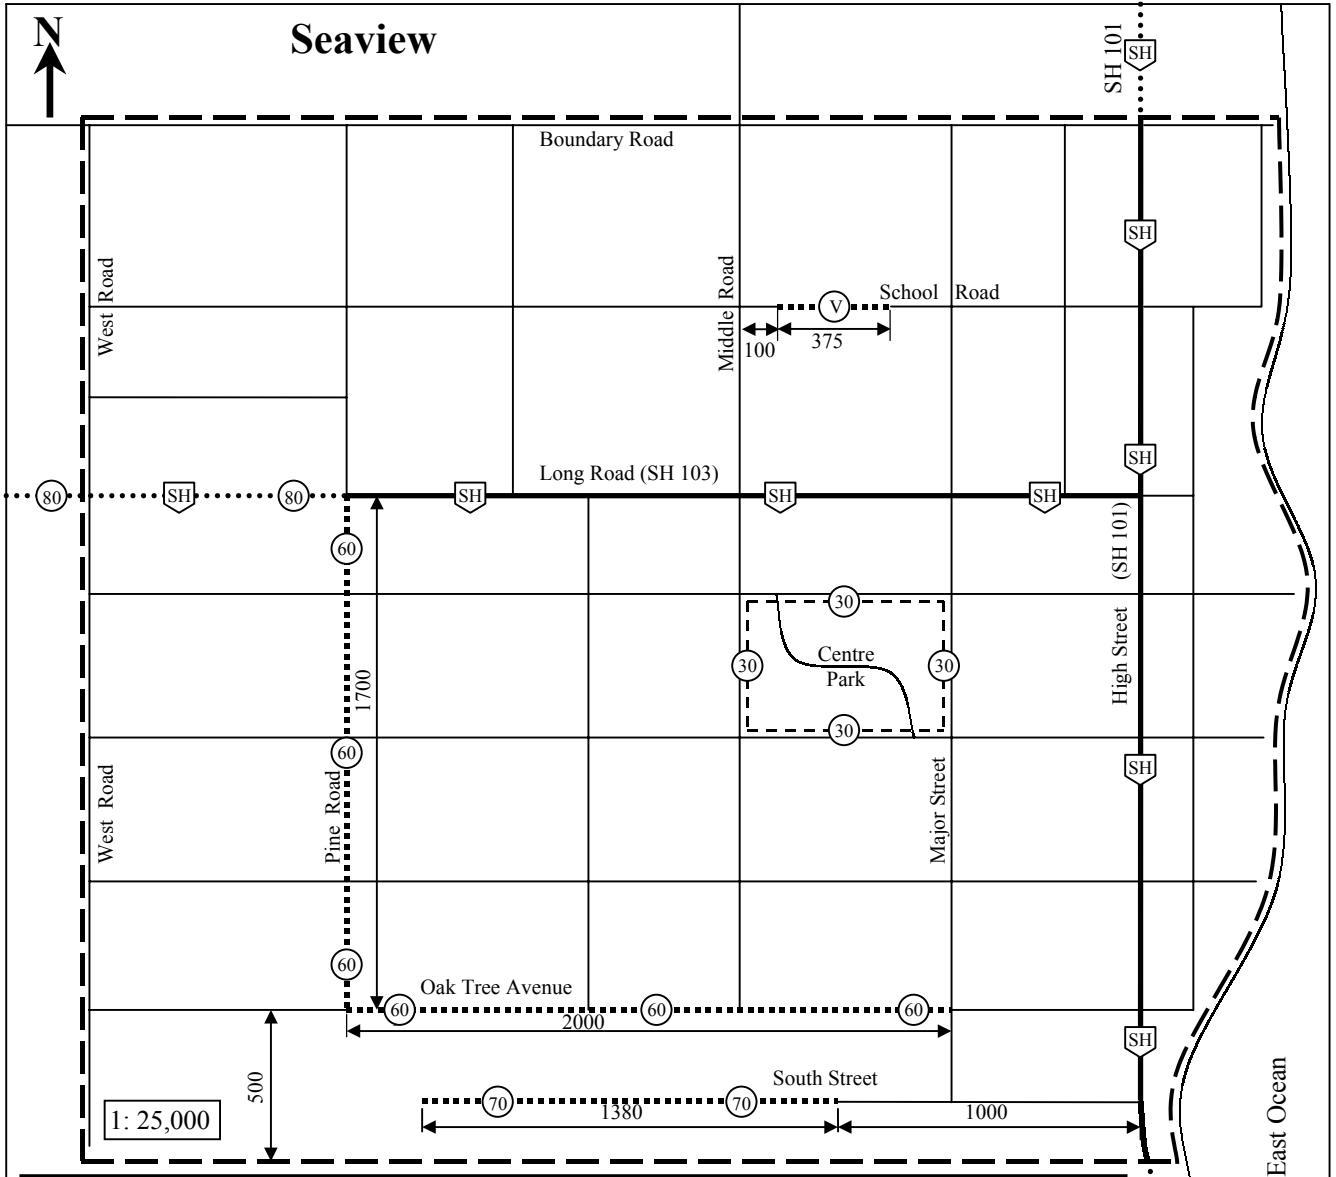 N
Seaview
SH 101
SH
Boundary Road
SH
West Road
Middle Road
V
School Road
100
375
Long Road (SH 103)
SH
80
SH
80
SH
SH
SH
(SH 101)
60
30
30
Centre
Park
30
30
High Street
1700
60
SH
West Road
Pine Road
Major Street
60
Oak Tree Avenue
60
60
60
2000
SH
500
South Street
70
70
1380
1000
1: 25,000
East Ocean